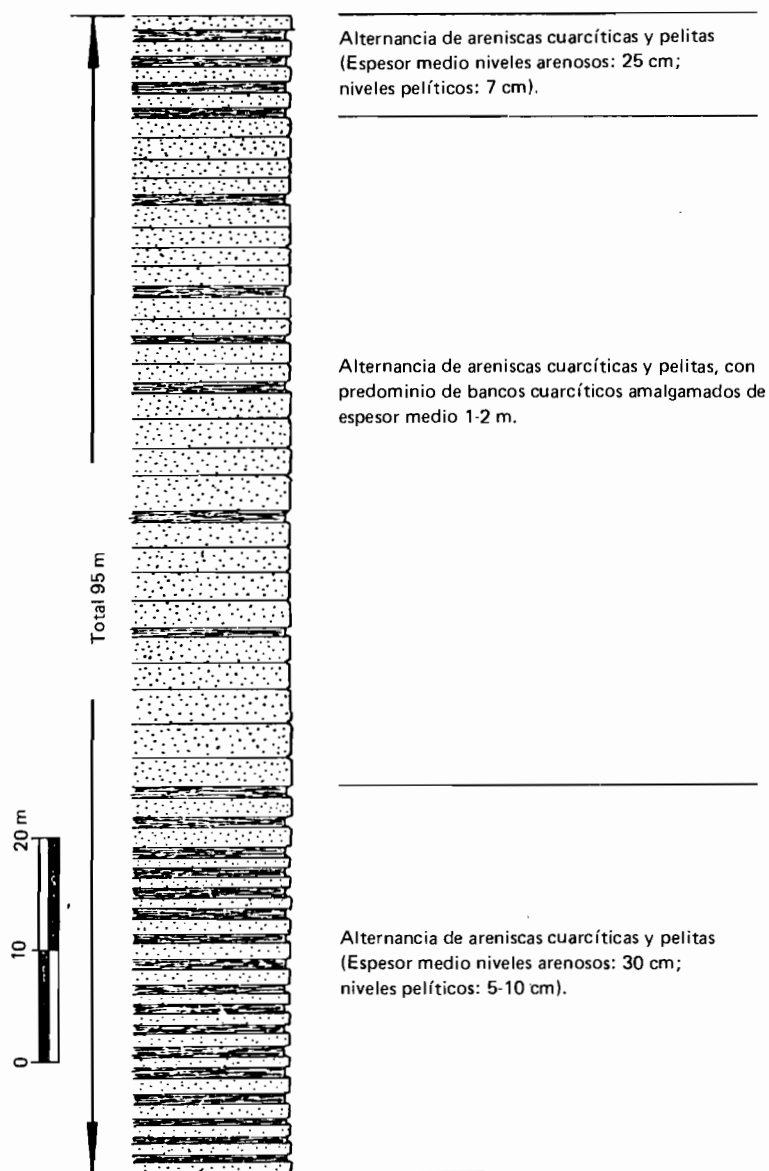 Alternancia de areniscas cuarcíticas y pelitas
(Espesor medio niveles arenosos: 25 cm;
niveles pelíticos: 7 cm).
Alternancia de areniscas cuarcíticas y pelitas, con
predominio de bancos cuarcíticos amalgamados de
espesor medio 1-2 m.
Total 95 m
20 m
10
0
Alternancia de areniscas cuarcíticas y pelitas
(Espesor medio niveles arenosos: 30 cm;
niveles pelíticos: 5-10 cm).